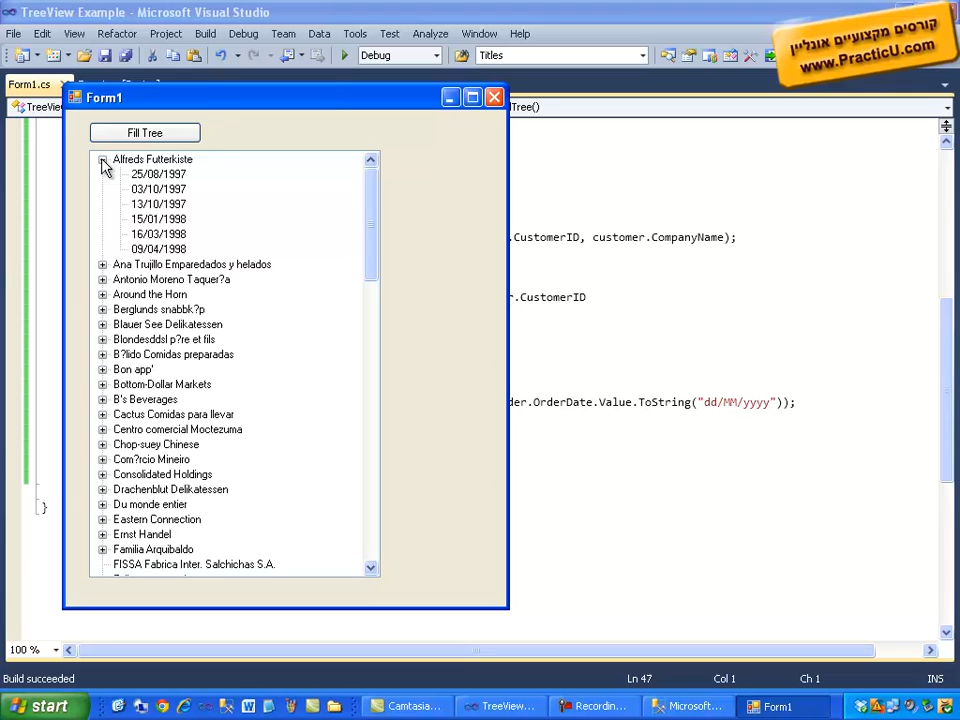 TreeView Example - Microsoft Visual Studio
File Edit View Refactor Project Build Debug Team Data Tools Test Analyze Window Help
Debug Titles
קורסים מקצועיים אונליין
www.PracticU.com
Form1.cs
Form1
Tree()
Fill Tree
Alfreds Futterkiste
25/08/1997
03/10/1997
13/10/1997
15/01/1998
16/03/1998
09/04/1998
.CustomerID, customer.CompanyName);
Ana Trujillo Emparedados y helados
Antonio Moreno Taquer?a
Around the Horn
r.CustomerID
Berglunds snabbk?p
Blauer See Delikatessen
Blondesddsl p?re et fils
B?lido Comidas preparadas
Bon app'
Bottom-Dollar Markets
B's Beverages
der.OrderDate.Value.ToString("dd/MM/yyyy"));
Cactus Comidas para llevar
Centro comercial Moctezuma
Chop-suey Chinese
Com?rcio Mineiro
Consolidated Holdings
Drachenblut Delikatessen
Du monde entier
}
Eastern Connection
Ernst Handel
Familia Arquibaldo
FISSA Fabrica Inter. Salchichas S.A.
100 %
Build succeeded Ln 47 Col 1 Ch 1 INS
start Camtasia... TreeView... Recordin... Microsoft... Form1